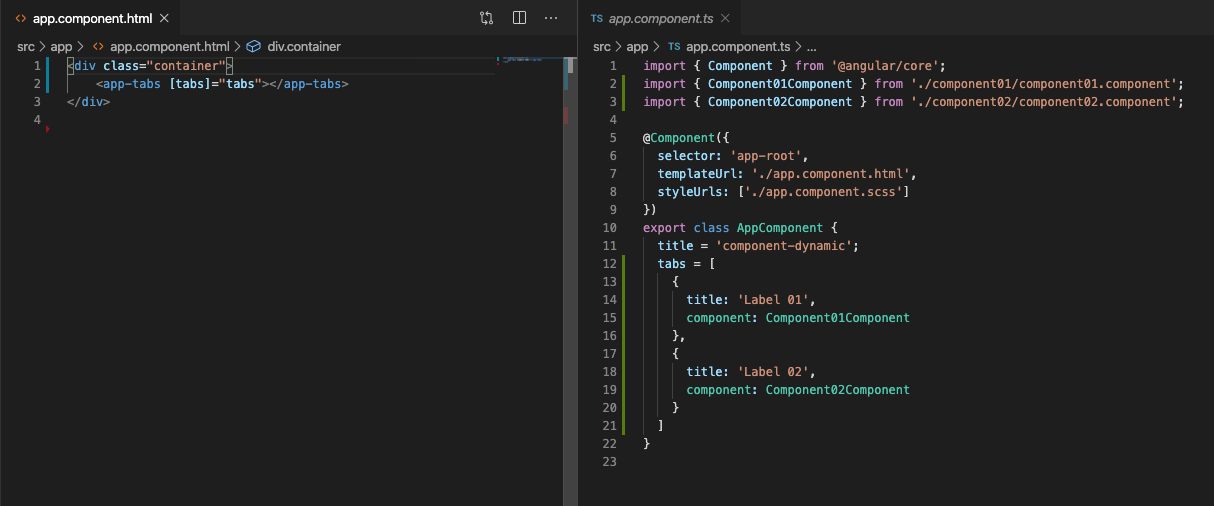 app.component.html
src > app > app.component.html > div.container
1 <div class="container">
2     <app-tabs [tabs]="tabs"></app-tabs>
3 </div>
4
TS app.component.ts
src > app > TS app.component.ts > ...
1 import { Component } from '@angular/core';
2 import { Component01Component } from './component01/component01.component';
3 import { Component02Component } from './component02/component02.component';
4
5 @Component({
6   selector: 'app-root',
7   templateUrl: './app.component.html',
8   styleUrls: ['./app.component.scss']
9 })
10 export class AppComponent {
11   title = 'component-dynamic';
12   tabs = [
13     {
14       title: 'Label 01',
15       component: Component01Component
16     },
17     {
18       title: 'Label 02',
19       component: Component02Component
20     }
21   ]
22 }
23